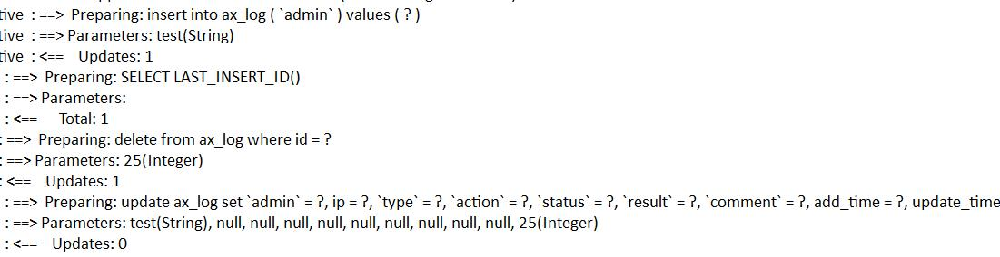 tive : ==> Preparing: insert into ax_log ( `admin` ) values ( ? )
tive : ==> Parameters: test(String)
tive : <== Updates: 1
: ==> Preparing: SELECT LAST_INSERT_ID()
: ==> Parameters:
: <== Total: 1
: ==> Preparing: delete from ax_log where id = ?
: ==> Parameters: 25(Integer)
: <== Updates: 1
: ==> Preparing: update ax_log set `admin` = ?, ip = ?, `type` = ?, `action` = ?, `status` = ?, `result` = ?, `comment` = ?, add_time = ?, update_time
: ==> Parameters: test(String), null, null, null, null, null, null, null, null, null, 25(Integer)
: <== Updates: 0